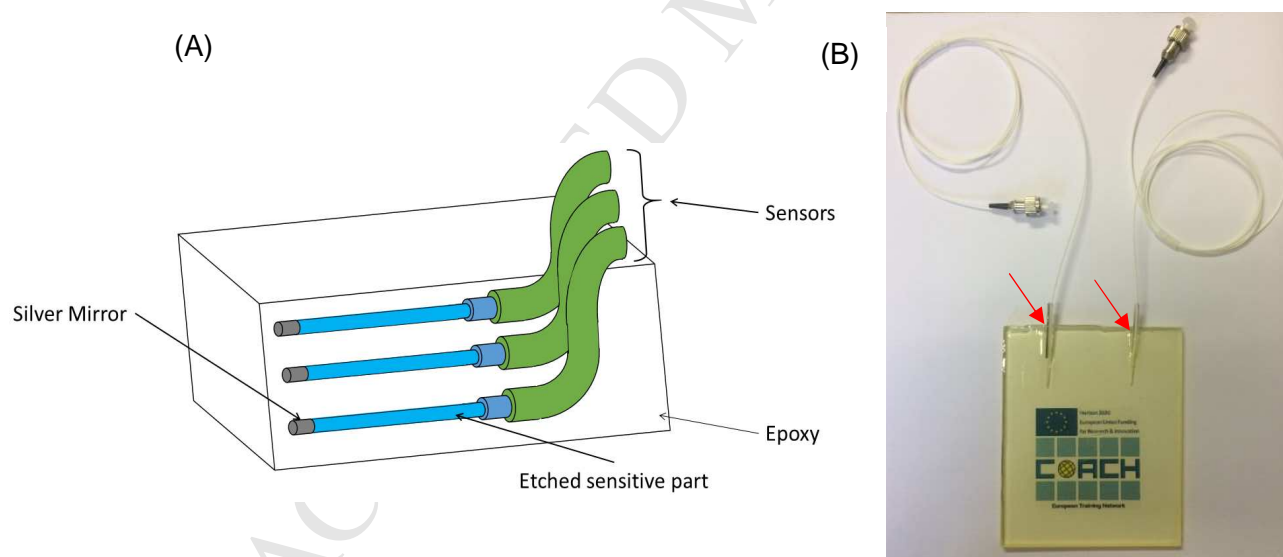 (A)
(B)
Sensors
Silver Mirror
Epoxy
Etched sensitive part
Horizon 2020
European Union Funding
for Research & Innovation
COACH
European Training Network